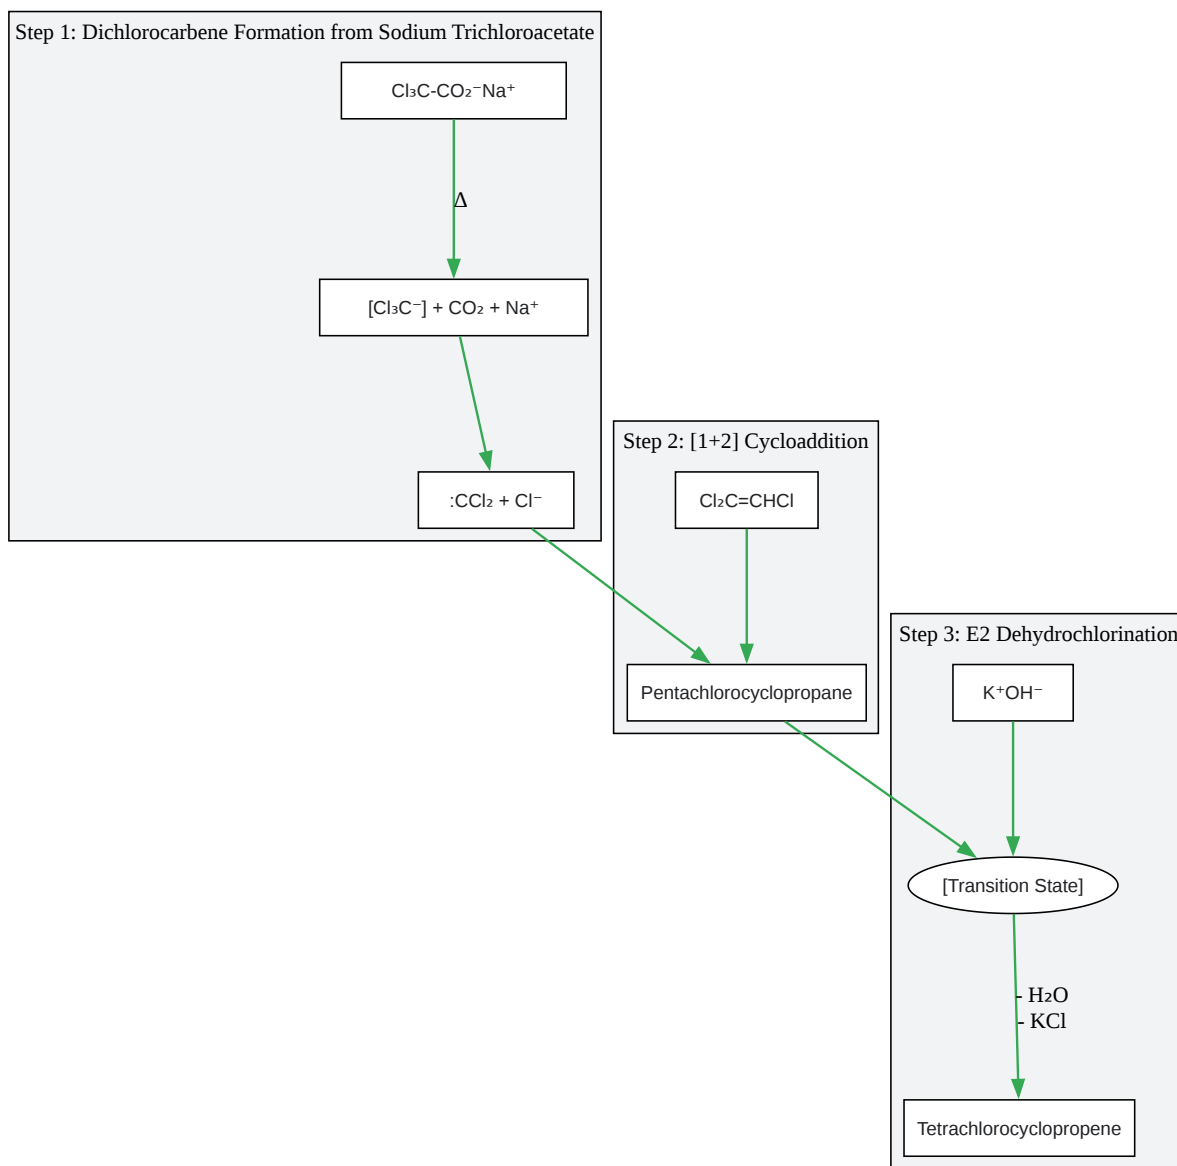 Step 1: Dichlorocarbene Formation from Sodium Trichloroacetate
Cl₃C-CO₂⁻Na⁺
Δ
[Cl₃C⁻] + CO₂ + Na⁺
:CCl₂ + Cl⁻
Step 2: [1+2] Cycloaddition
Cl₂C=CHCl
Pentachlorocyclopropane
Step 3: E2 Dehydrochlorination
K⁺OH⁻
[Transition State]
- H₂O
- KCl
Tetrachlorocyclopropene